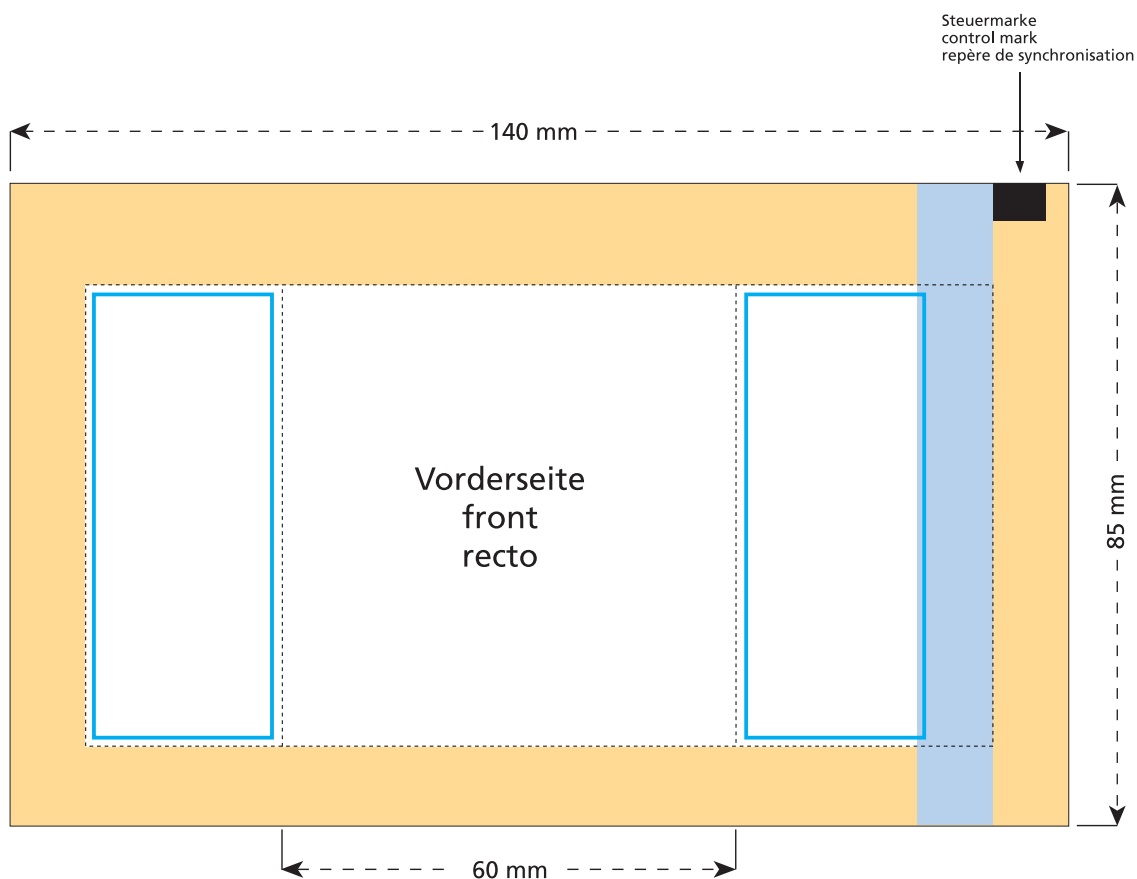 Steuermarke
control mark
repère de synchronisation
140 mm
Vorderseite
front
recto
85 mm
60 mm